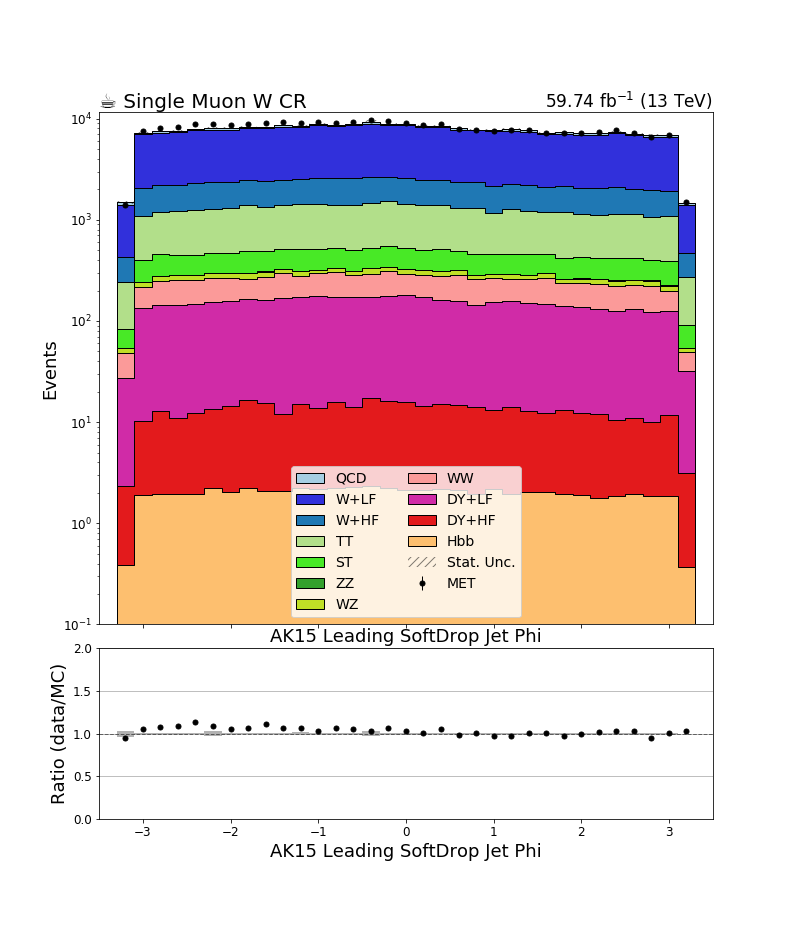 ☕ Single Muon W CR
59.74 fb⁻¹ (13 TeV)
Events
10⁴
10³
10²
10¹
10⁰
10⁻¹
QCD
W+LF
W+HF
TT
ST
ZZ
WZ
WW
DY+LF
DY+HF
Hbb
Stat. Unc.
MET
AK15 Leading SoftDrop Jet Phi
Ratio (data/MC)
2.0
1.5
1.0
0.5
0.0
−3 −2 −1 0 1 2 3
AK15 Leading SoftDrop Jet Phi